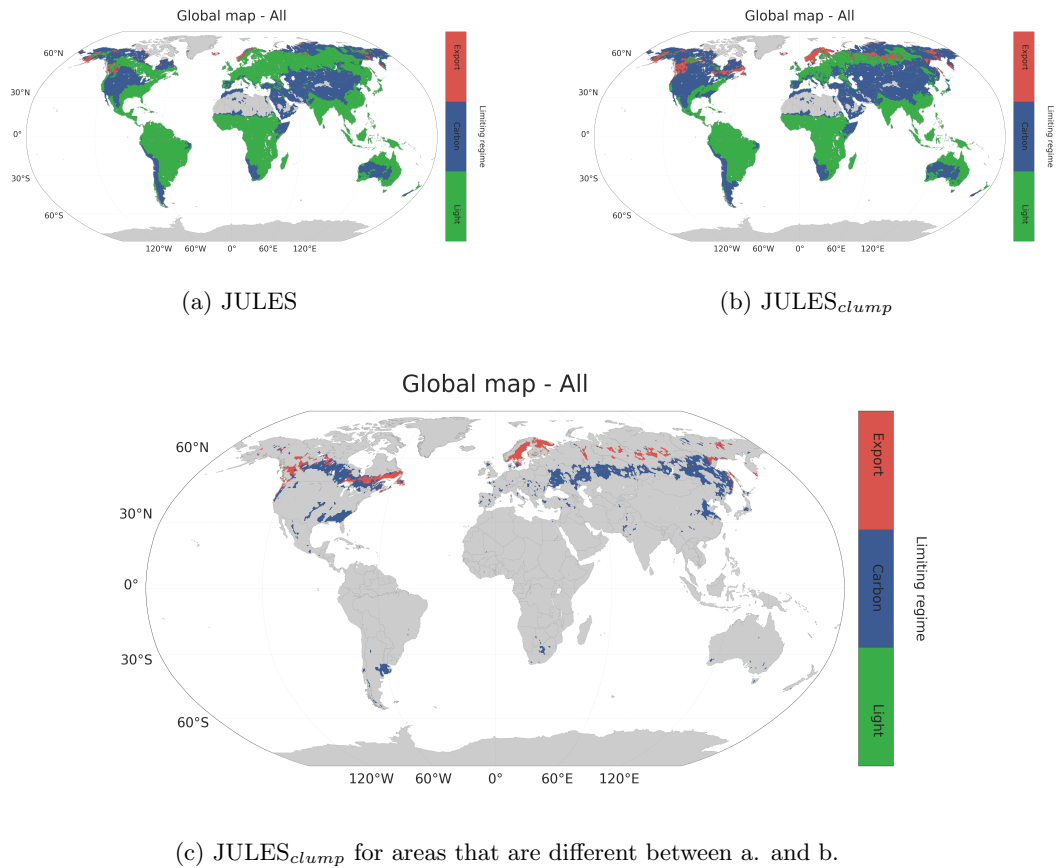 Global map - All
60°N
30°N
0°
30°S
60°S
120°W 60°W 0° 60°E 120°E
Export
Carbon
Light
Limiting regime
(a) JULES
Global map - All
60°N
30°N
0°
30°S
60°S
120°W 60°W 0° 60°E 120°E
Export
Carbon
Light
Limiting regime
(b) JULES_clump
Global map - All
60°N
30°N
0°
30°S
60°S
120°W 60°W 0° 60°E 120°E
Export
Carbon
Light
Limiting regime
(c) JULES_clump for areas that are different between a. and b.